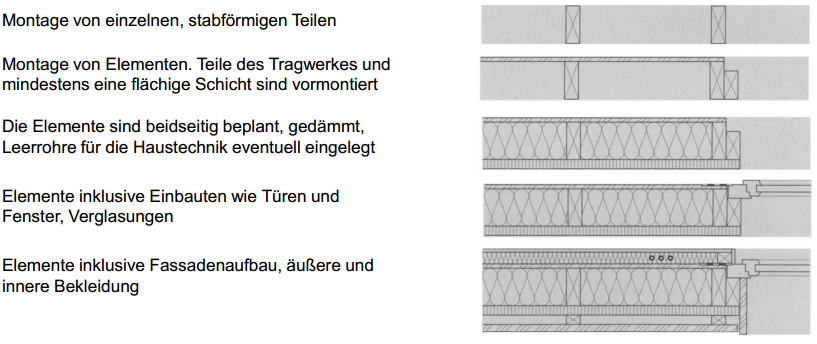 Montage von einzelnen, stabförmigen Teilen
Montage von Elementen. Teile des Tragwerkes und
mindestens eine flächige Schicht sind vormontiert
Die Elemente sind beidseitig beplant, gedämmt,
Leerrohre für die Haustechnik eventuell eingelegt
Elemente inklusive Einbauten wie Türen und
Fenster, Verglasungen
Elemente inklusive Fassadenaufbau, äußere und
innere Bekleidung